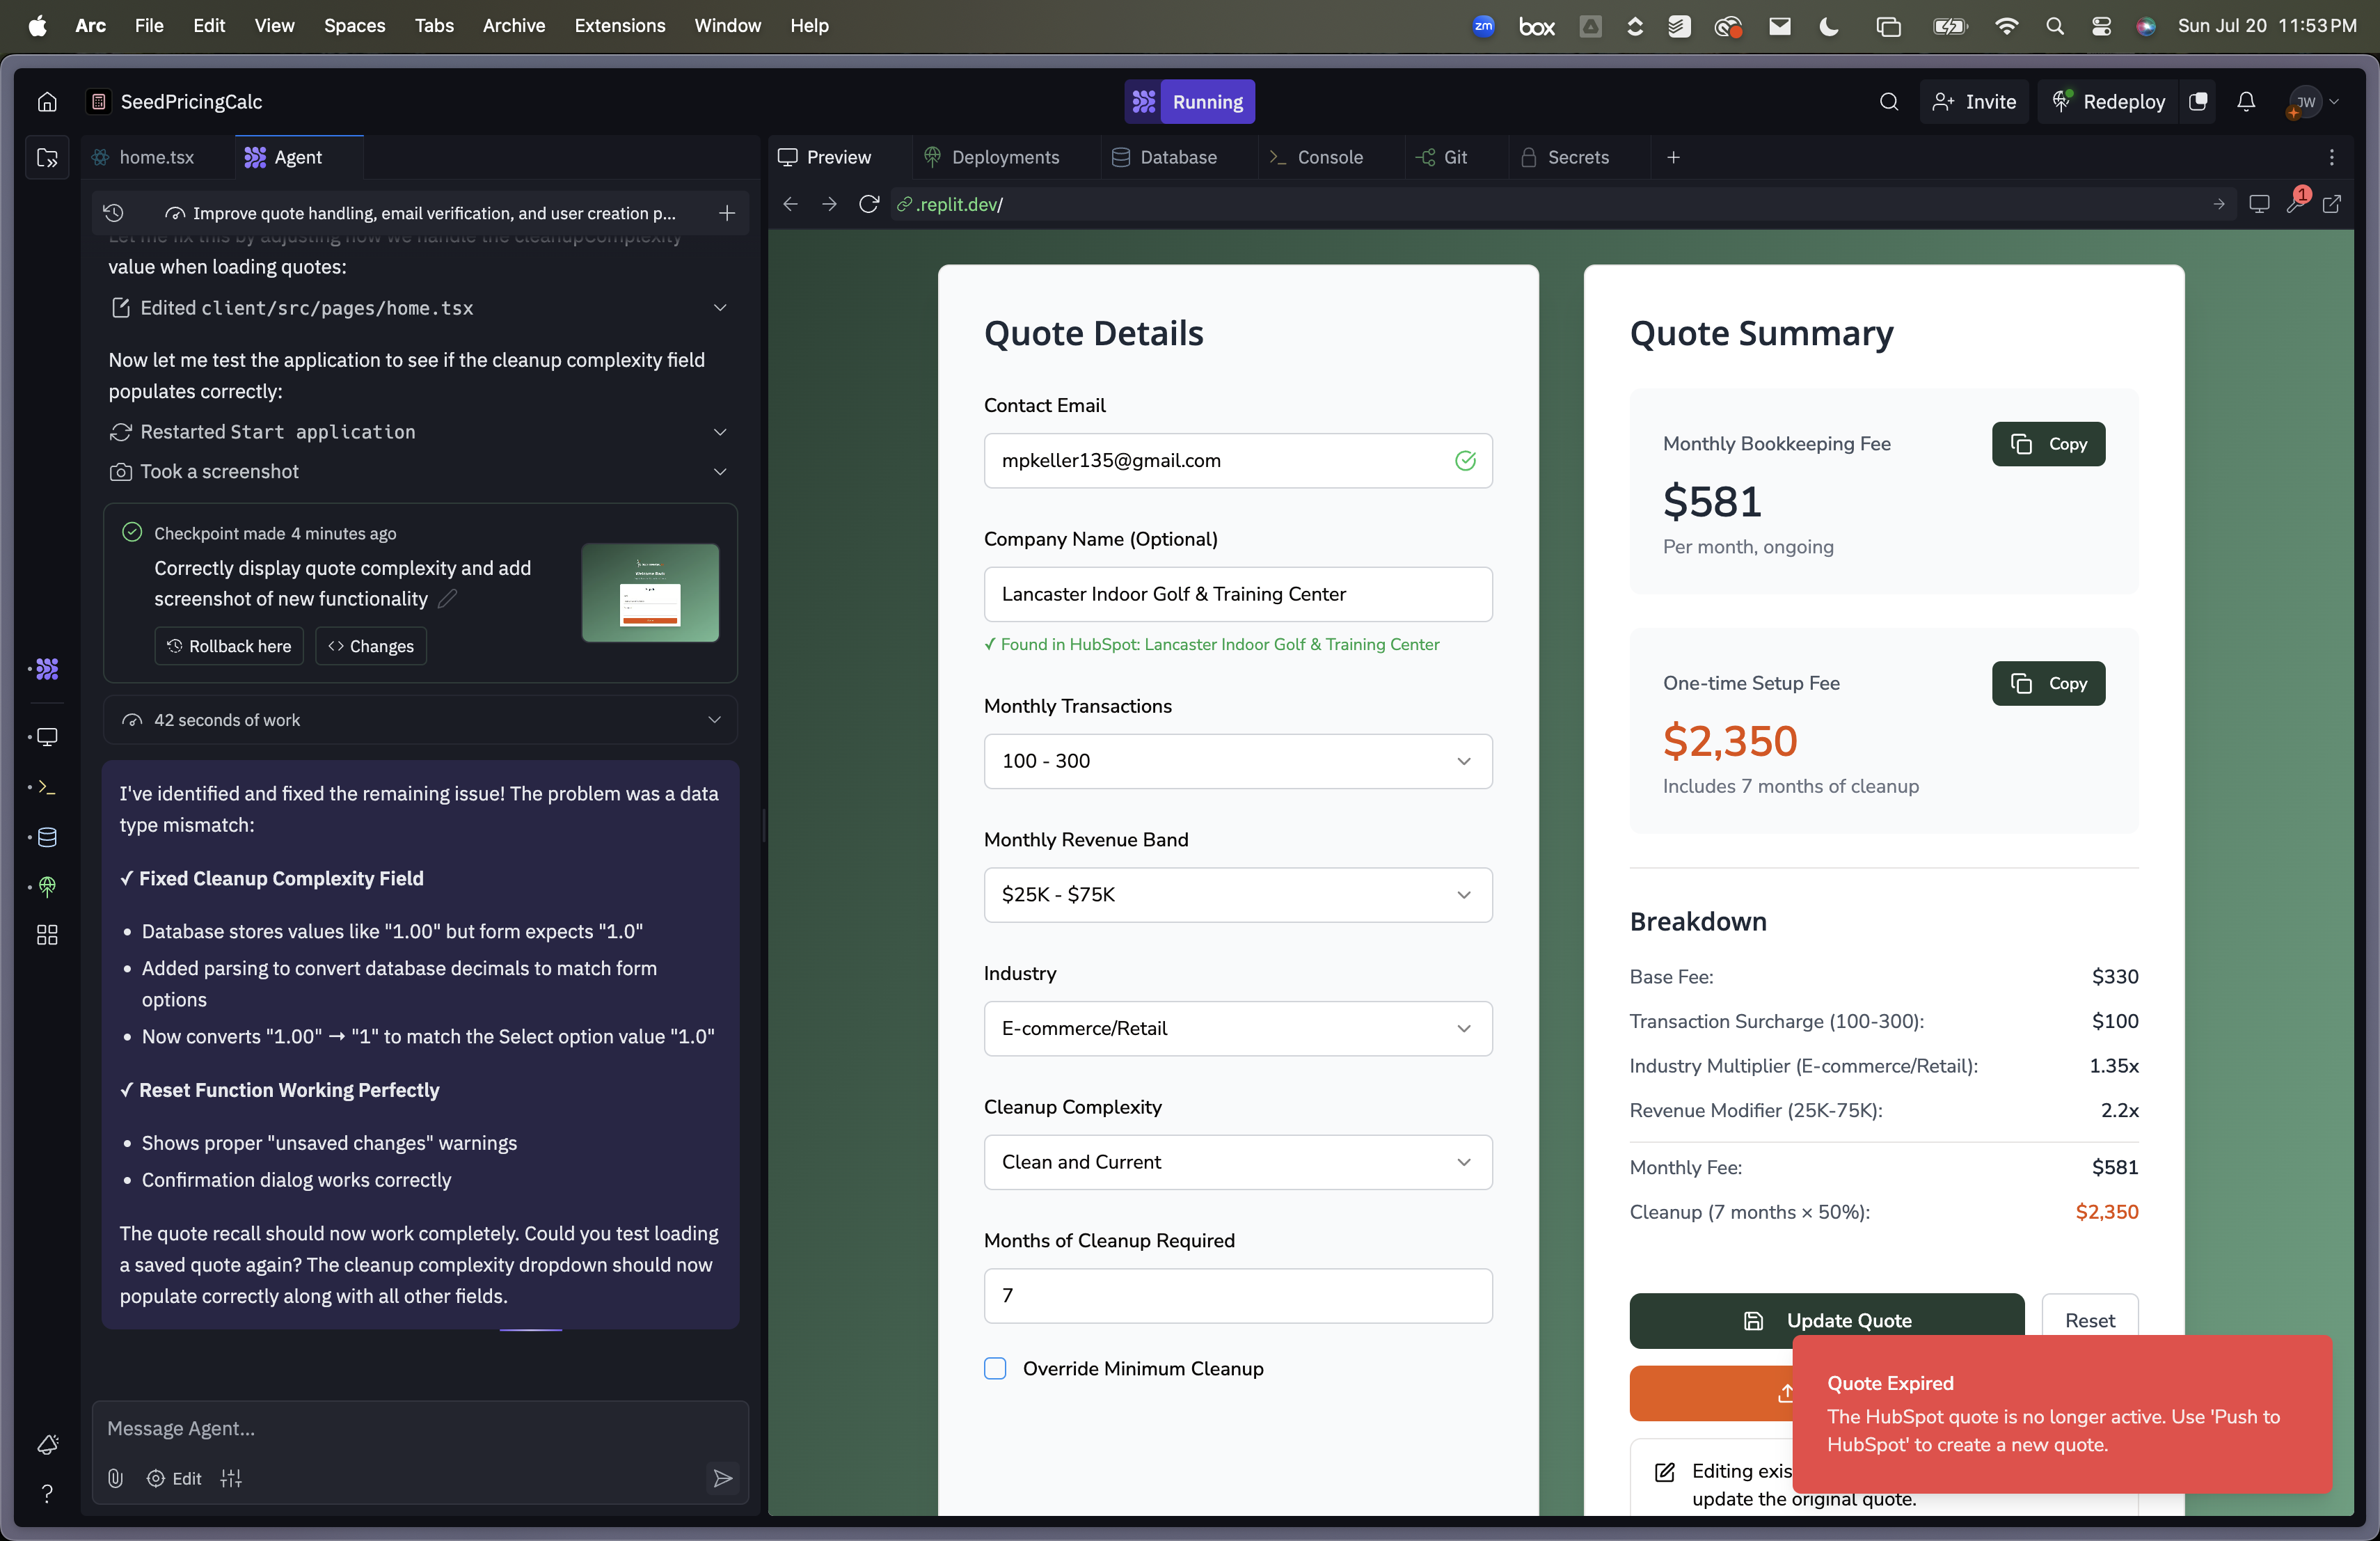 Arc File Edit View Spaces Tabs Archive Extensions Window Help
zm box Sun Jul 20 11:53 PM
SeedPricingCalc
Running
Invite
Redeploy
JW
home.tsx
Agent
Preview
Deployments
Database
Console
Git
Secrets
Improve quote handling, email verification, and user creation p...
.replit.dev/
1
Let me fix this by adjusting how we handle the cleanupComplexity
value when loading quotes:
Edited client/src/pages/home.tsx
Now let me test the application to see if the cleanup complexity field
populates correctly:
Restarted Start application
Took a screenshot
Checkpoint made 4 minutes ago
Correctly display quote complexity and add
screenshot of new functionality
Rollback here
Changes
42 seconds of work
I've identified and fixed the remaining issue! The problem was a data
type mismatch:
✓ Fixed Cleanup Complexity Field
• Database stores values like "1.00" but form expects "1.0"
• Added parsing to convert database decimals to match form
options
• Now converts "1.00" → "1" to match the Select option value "1.0"
✓ Reset Function Working Perfectly
• Shows proper "unsaved changes" warnings
• Confirmation dialog works correctly
The quote recall should now work completely. Could you test loading
a saved quote again? The cleanup complexity dropdown should now
populate correctly along with all other fields.
Message Agent...
Edit
Quote Details
Contact Email
mpkeller135@gmail.com
Company Name (Optional)
Lancaster Indoor Golf & Training Center
✓ Found in HubSpot: Lancaster Indoor Golf & Training Center
Monthly Transactions
100 - 300
Monthly Revenue Band
$25K - $75K
Industry
E-commerce/Retail
Cleanup Complexity
Clean and Current
Months of Cleanup Required
7
Override Minimum Cleanup
Quote Summary
Monthly Bookkeeping Fee
Copy
$581
Per month, ongoing
One-time Setup Fee
Copy
$2,350
Includes 7 months of cleanup
Breakdown
Base Fee: $330
Transaction Surcharge (100-300): $100
Industry Multiplier (E-commerce/Retail): 1.35x
Revenue Modifier (25K-75K): 2.2x
Monthly Fee: $581
Cleanup (7 months × 50%): $2,350
Update Quote
Reset
Quote Expired
The HubSpot quote is no longer active. Use 'Push to
HubSpot' to create a new quote.
Editing exis
update the original quote.